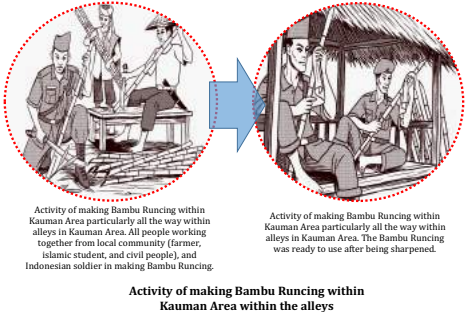 Activity of making Bambu Runcing within
Kauman Area particularly all the way within
alleys in Kauman Area. All people working
together from local community (farmer,
islamic student, and civil people), and
Indonesian soldier in making Bambu Runcing.
Activity of making Bambu Runcing within
Kauman Area particularly all the way within
alleys in Kauman Area. The Bambu Runcing
was ready to use after being sharpened.
Activity of making Bambu Runcing within
Kauman Area within the alleys